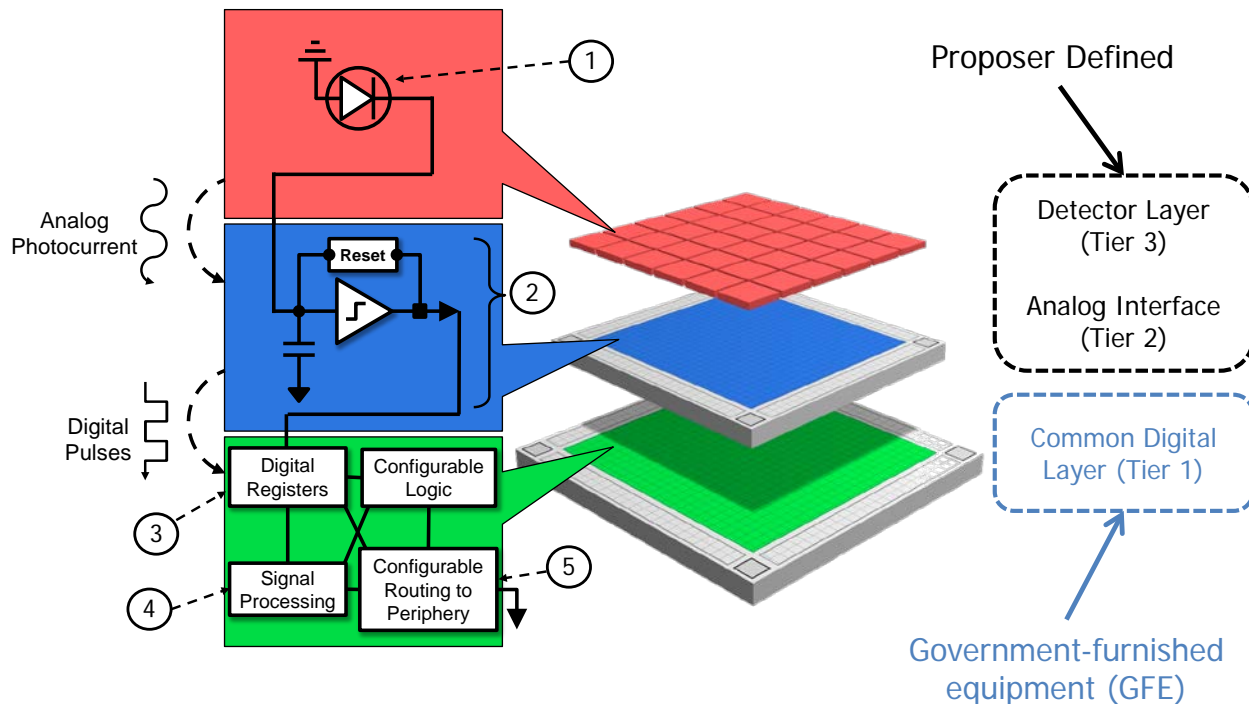 1
Proposer Defined
Analog
Photocurrent
Detector Layer
(Tier 3)
Reset
2
Analog Interface
(Tier 2)
Digital
Pulses
Digital
Registers
Configurable
Logic
Common Digital
Layer (Tier 1)
3
Signal
Processing
Configurable
Routing to
Periphery
5
4
Government-furnished
equipment (GFE)